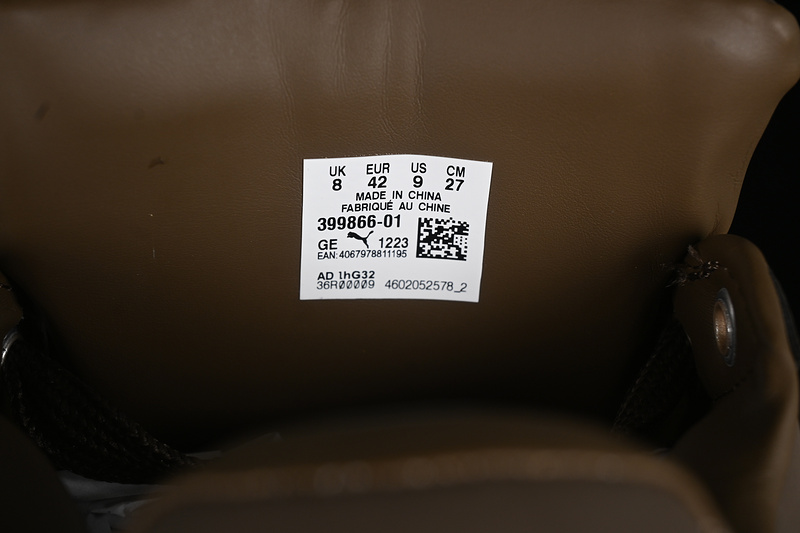 UK EUR US CM
8 42 9 27
MADE IN CHINA
FABRIQUÉ AU CHINE
399866-01
GE 1223
EAN:4067978811195
AD 1hG32
36R00009 4602052578_2